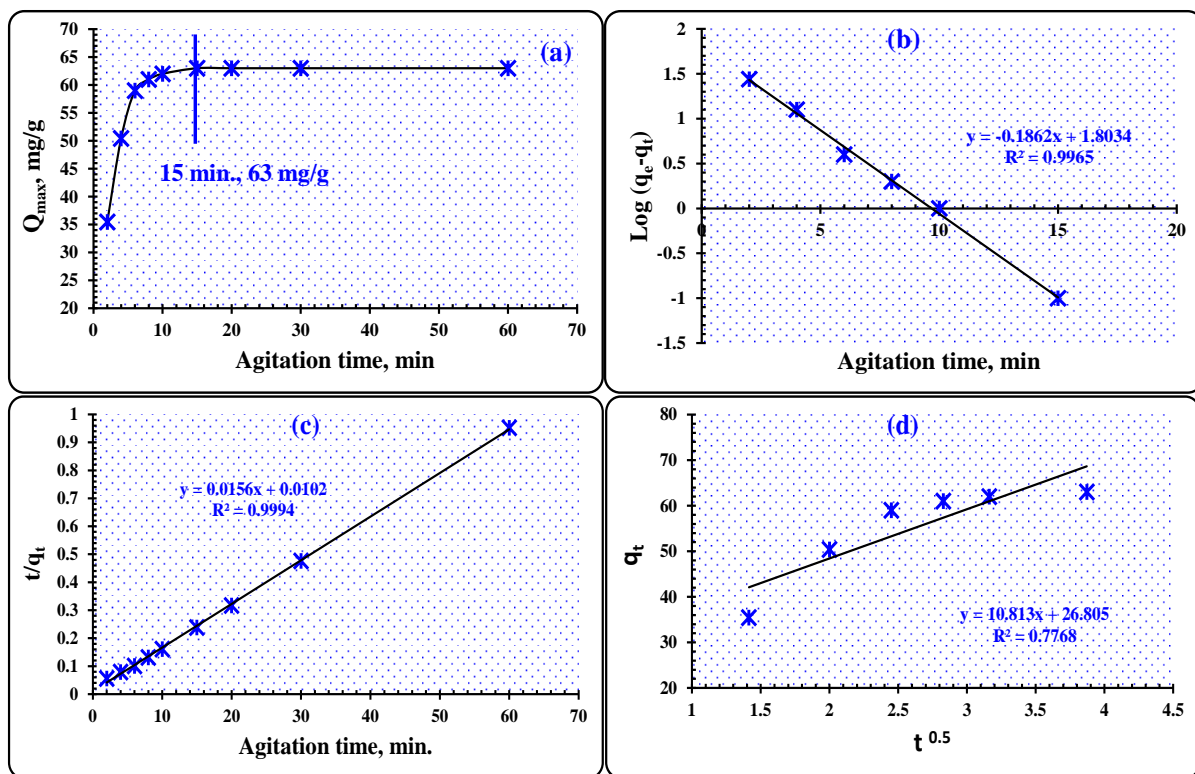 (a)
Q_max, mg/g
70
65
60
55
50
45
40
35
30
25
20
15 min., 63 mg/g
0 10 20 30 40 50 60 70
Agitation time, min
(b)
Log (q_e -q_t)
2
1.5
1
0.5
0
-0.5
-1
-1.5
y = -0.1862x + 1.8034
R² = 0.9965
0 5 10 15 20
Agitation time, min
(c)
t/q_t
1
0.9
0.8
0.7
0.6
0.5
0.4
0.3
0.2
0.1
0
y = 0.0156x + 0.0102
R² = 0.9994
0 10 20 30 40 50 60 70
Agitation time, min.
(d)
q_t
80
70
60
50
40
30
20
y = 10.813x + 26.805
R² = 0.7768
1 1.5 2 2.5 3 3.5 4 4.5
t ^0.5